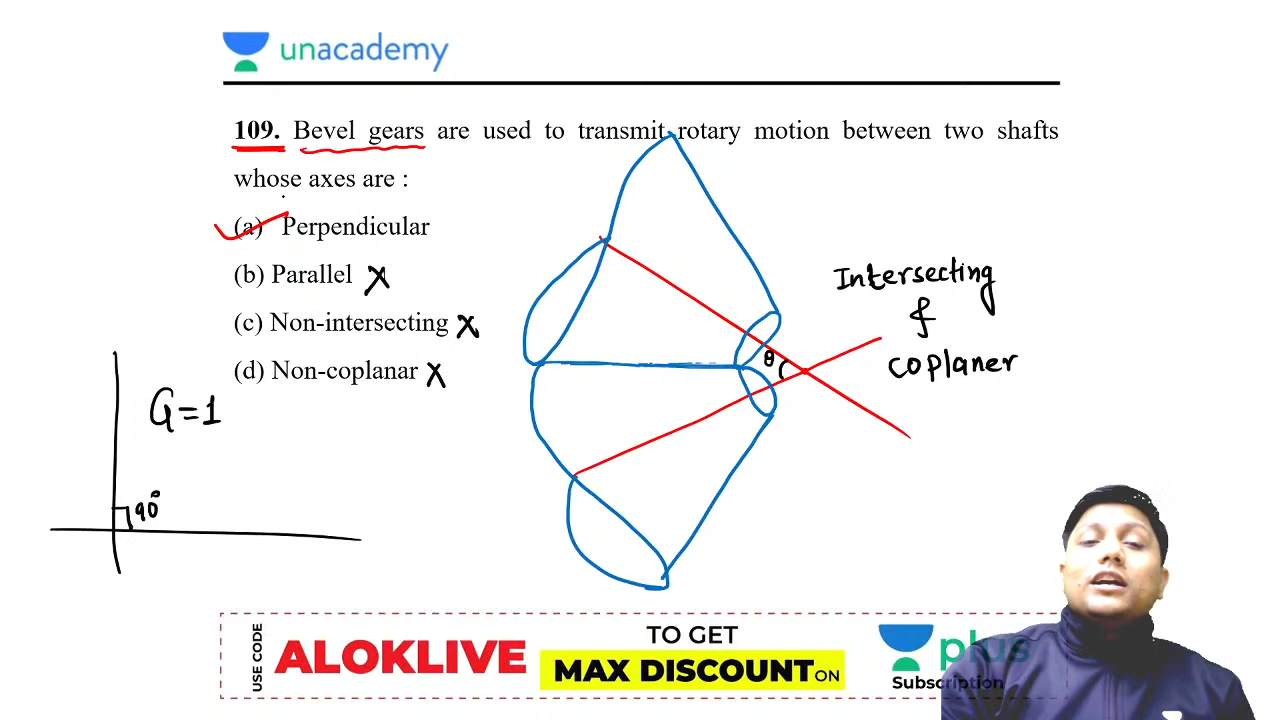 unacademy
109. Bevel gears are used to transmit rotary motion between two shafts
whose axes are :
(a) Perpendicular
(b) Parallel X
(c) Non-intersecting X
(d) Non-coplanar X
Intersecting
&
coplaner
θ
G=1
90°
USE CODE
ALOKLIVE
TO GET
MAX DISCOUNT ON
plus
Subscription